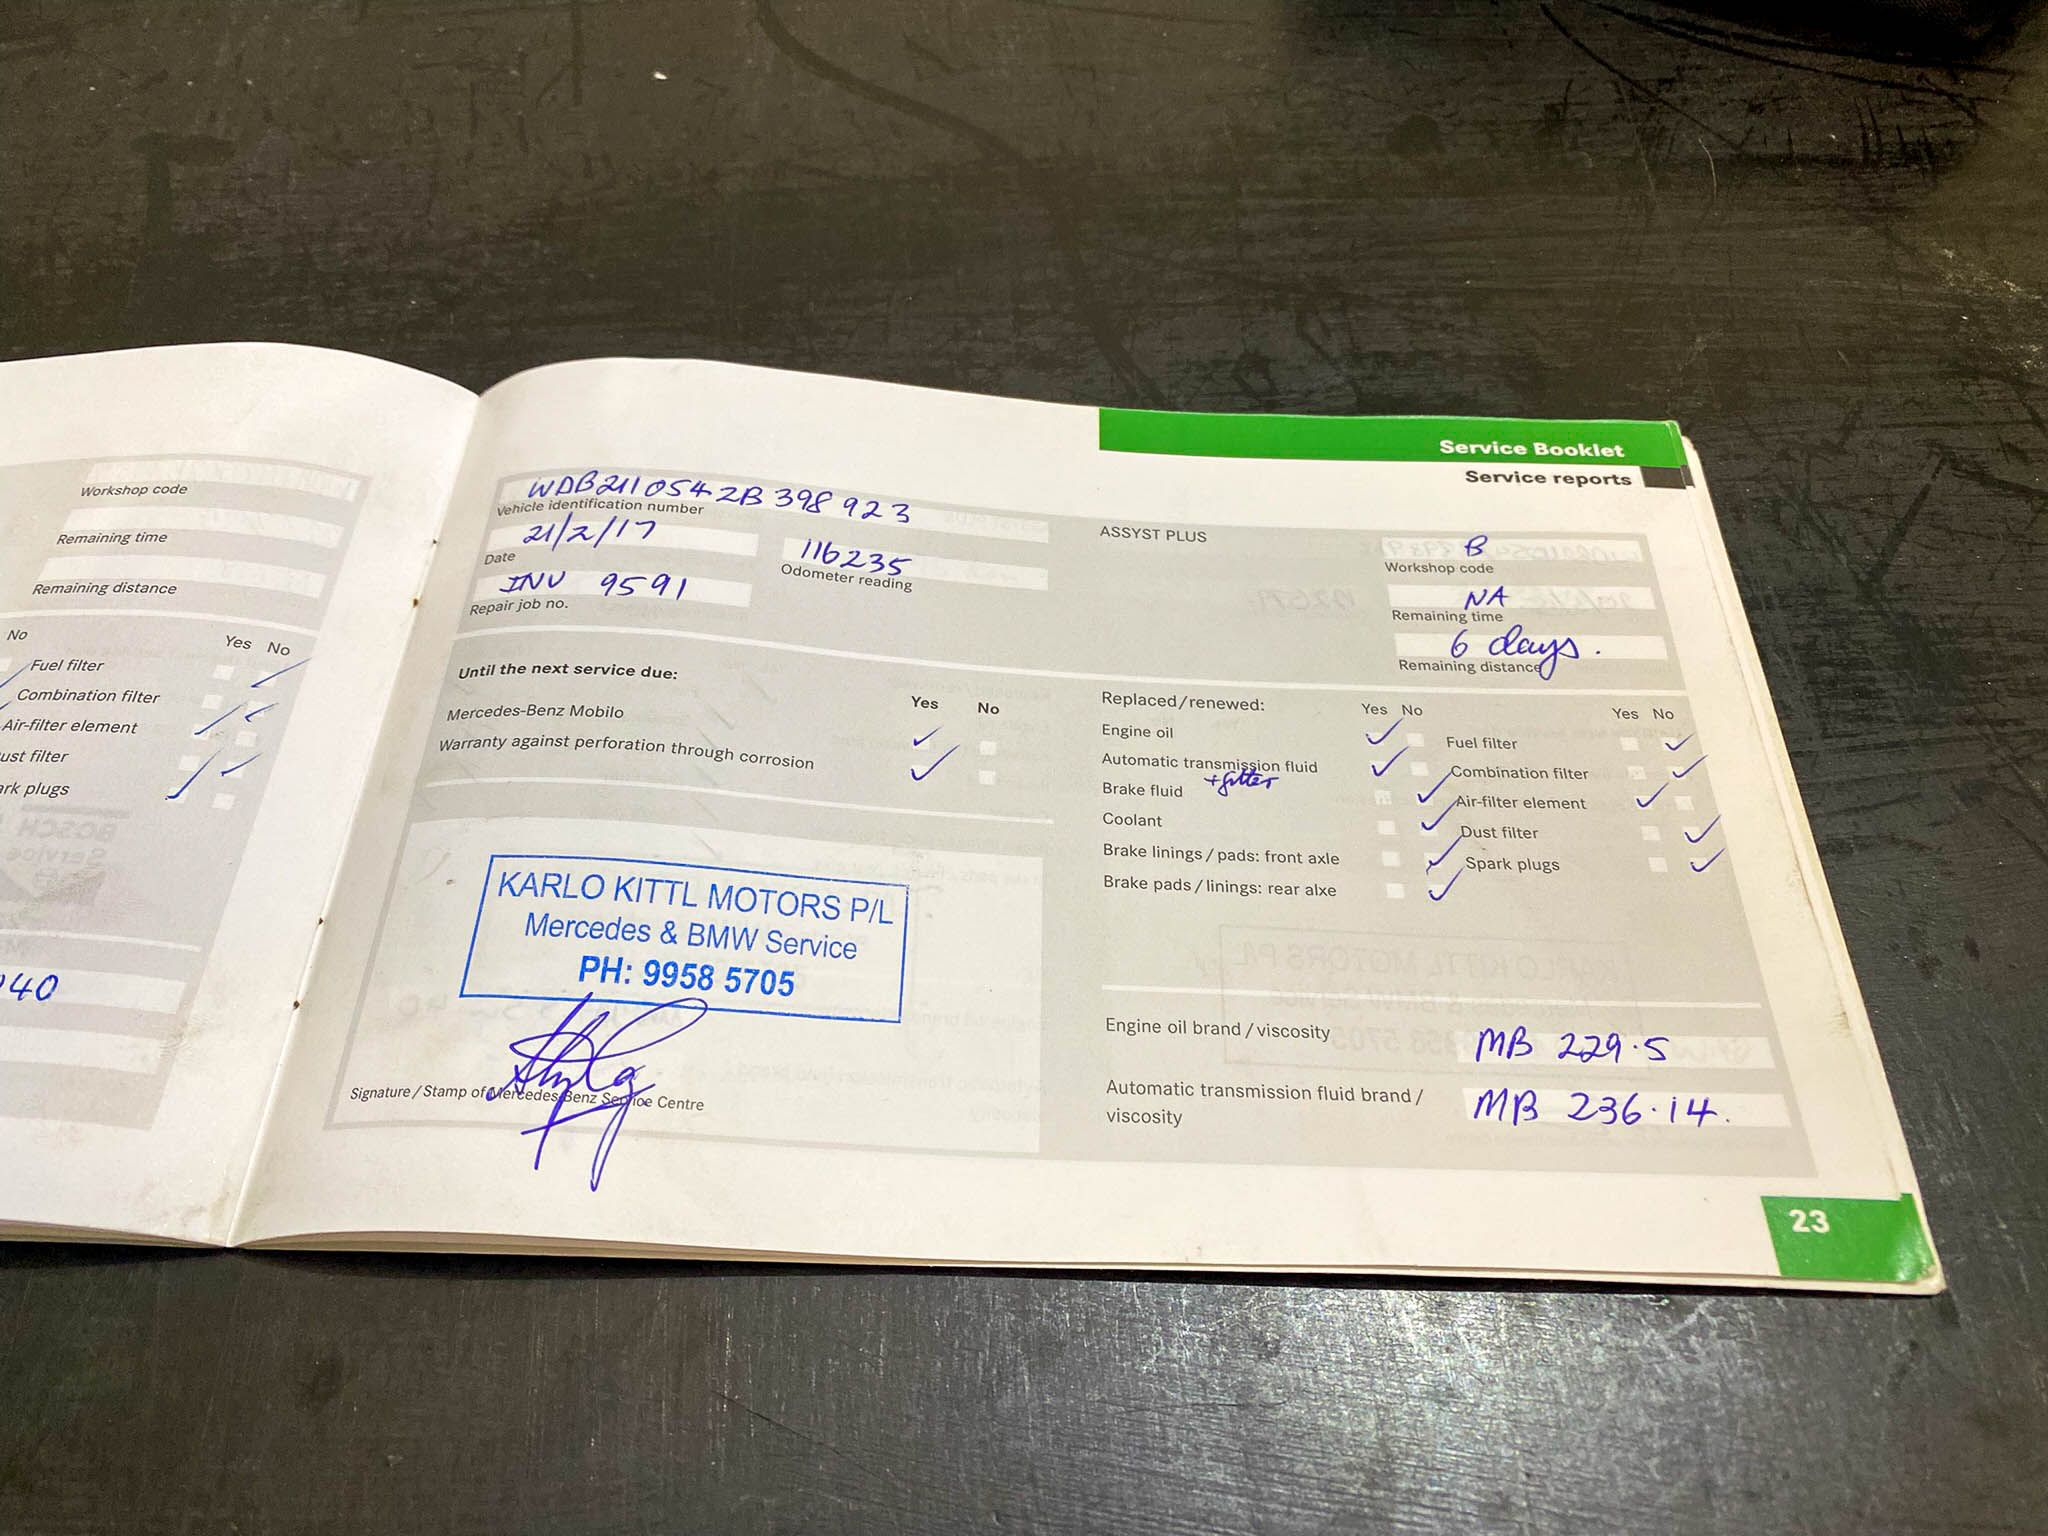 Workshop code
Remaining time
Remaining distance
No
Yes No
Fuel filter
Combination filter
Air-filter element
ust filter
rk plugs
40
Service Booklet
Service reports
WDB2110542B398923
Vehicle identification number
21/2/17
Date
116235
Odometer reading
INV 9591
Repair job no.
ASSYST PLUS
B
Workshop code
NA
Remaining time
6 days.
Remaining distance
Until the next service due:
Yes No
Mercedes-Benz Mobilo
Warranty against perforation through corrosion
KARLO KITTL MOTORS P/L
Mercedes & BMW Service
PH: 9958 5705
Signature / Stamp of Mercedes-Benz Service Centre
Replaced / renewed:
Yes No
Engine oil
Automatic transmission fluid
+ filter
Brake fluid
Coolant
Brake linings / pads: front axle
Brake pads / linings: rear alxe
Yes No
Fuel filter
Combination filter
Air-filter element
Dust filter
Spark plugs
Engine oil brand / viscosity
MB 229.5
Automatic transmission fluid brand /
viscosity
MB 236.14.
23